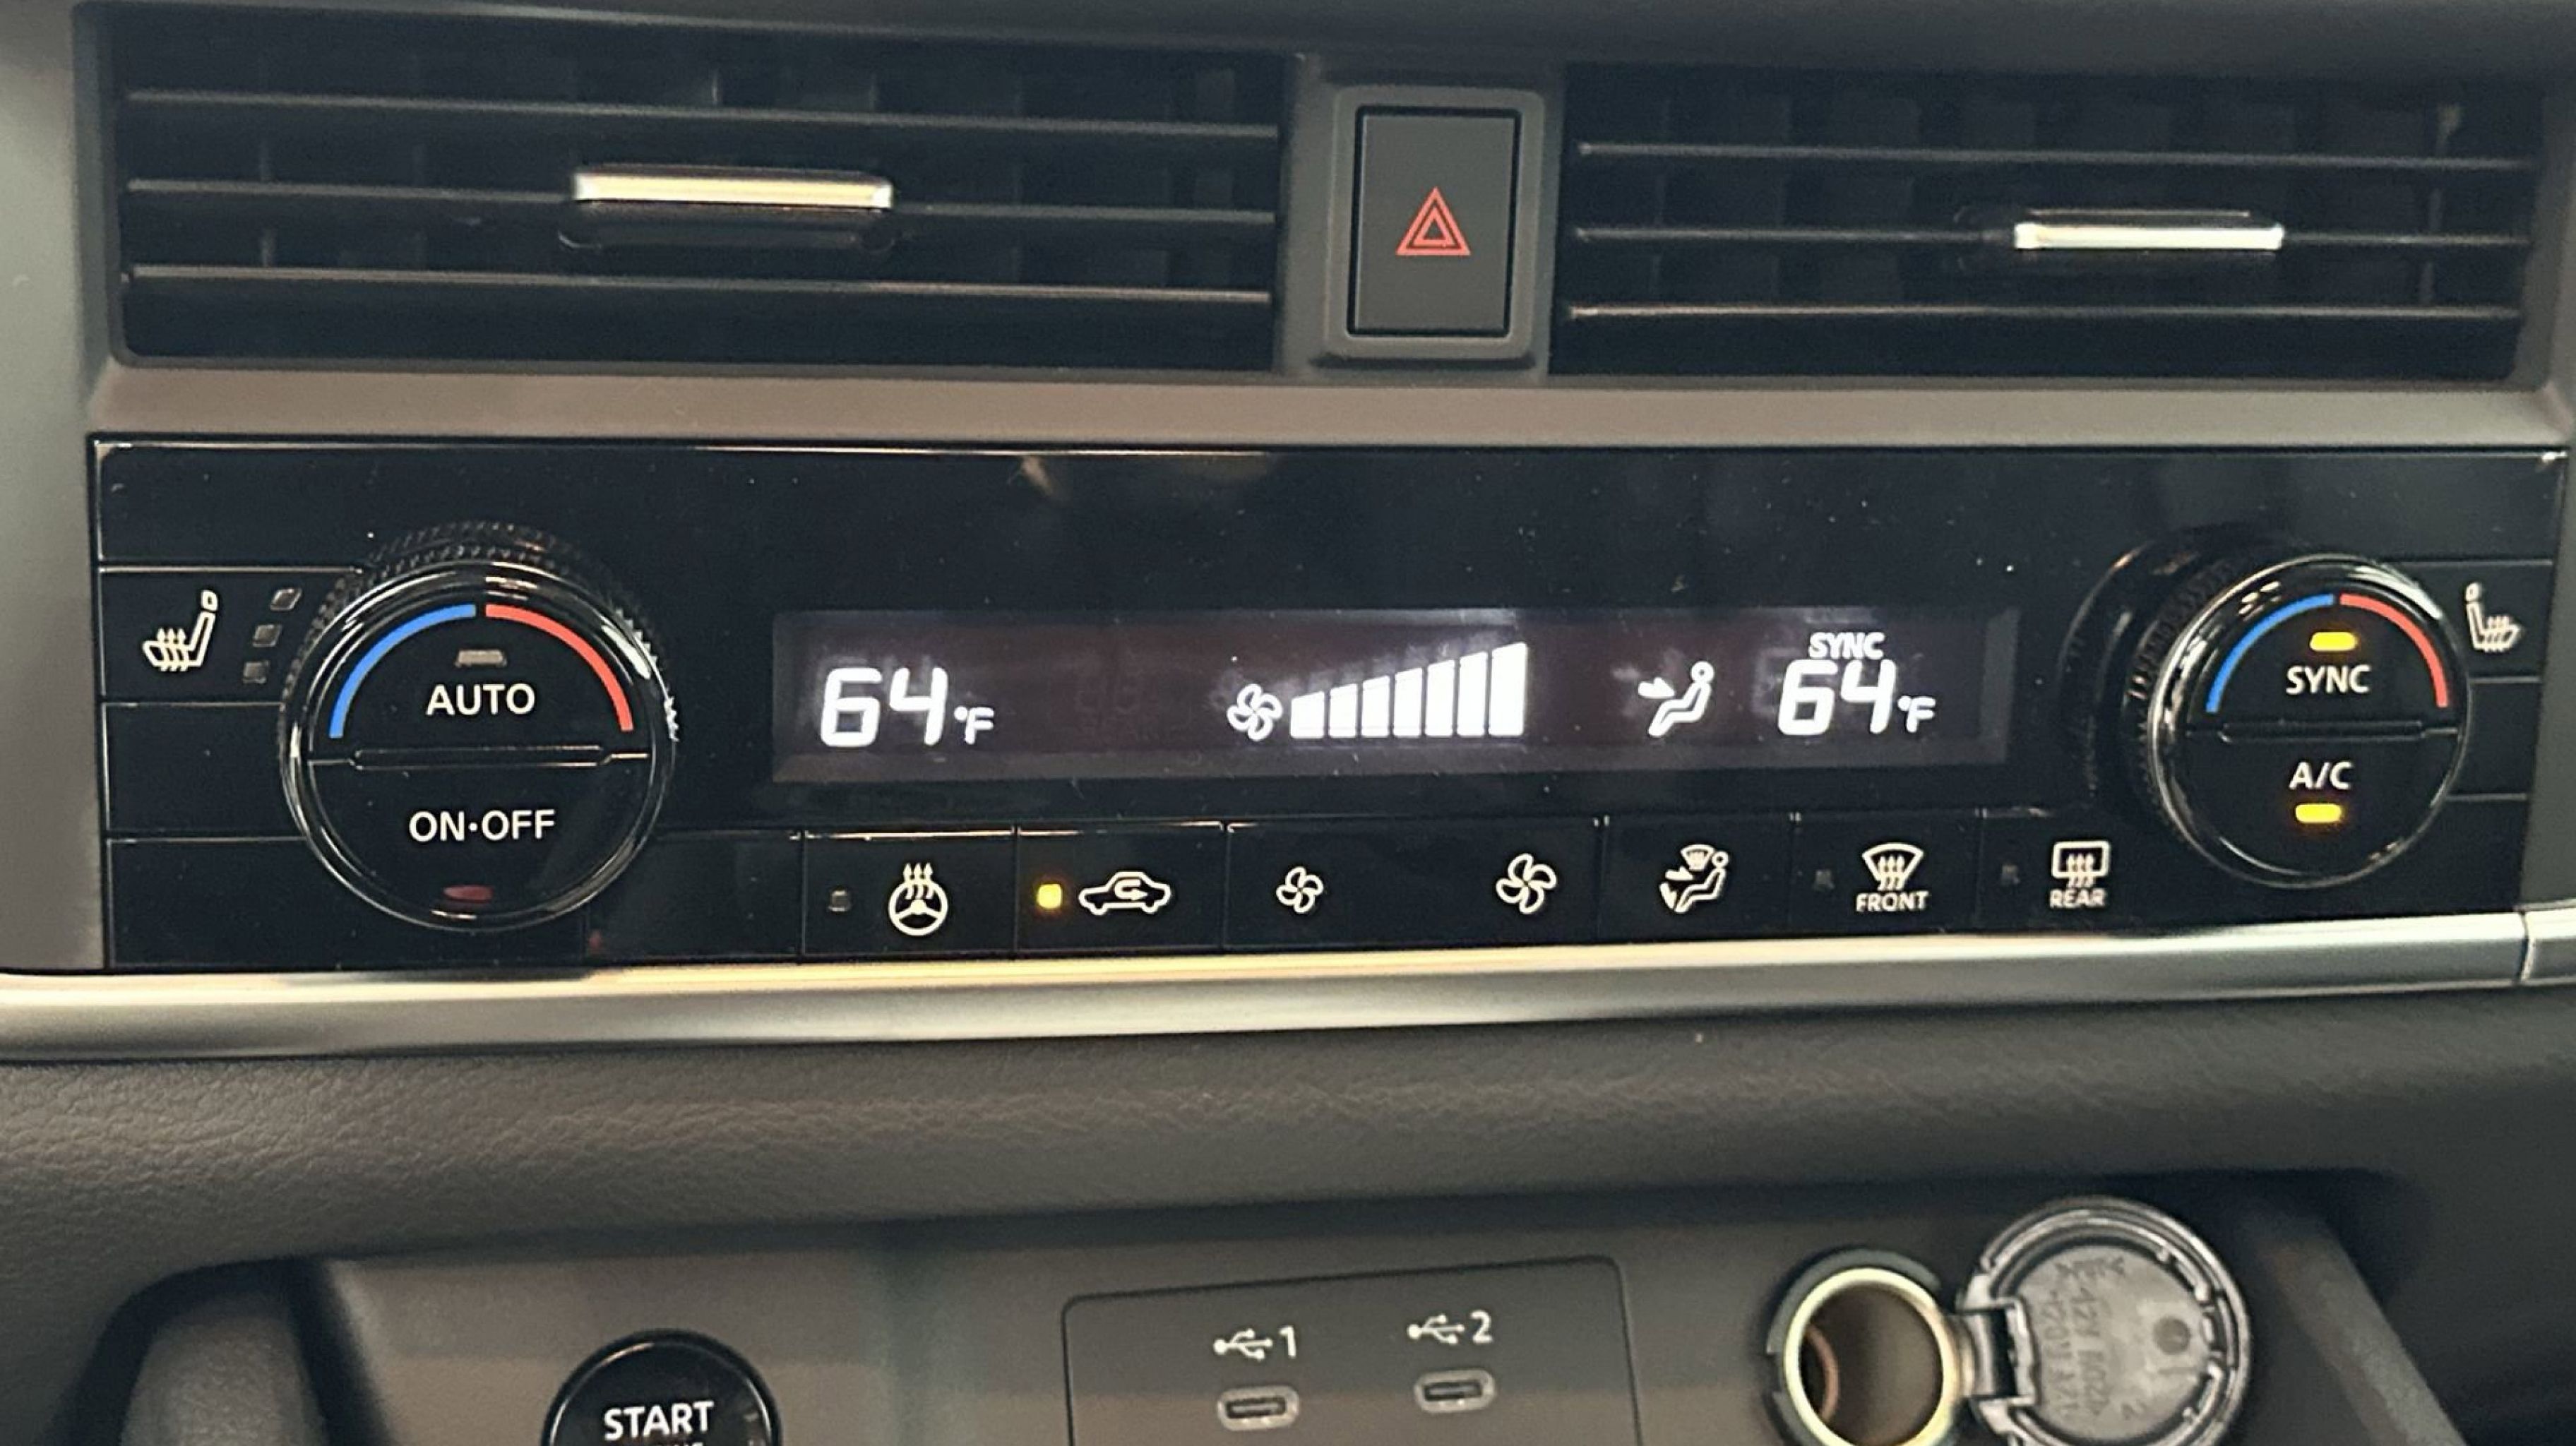 SYNC
64°F
64°F
AUTO
SYNC
A/C
ON•OFF
FRONT
REAR
1
2
START